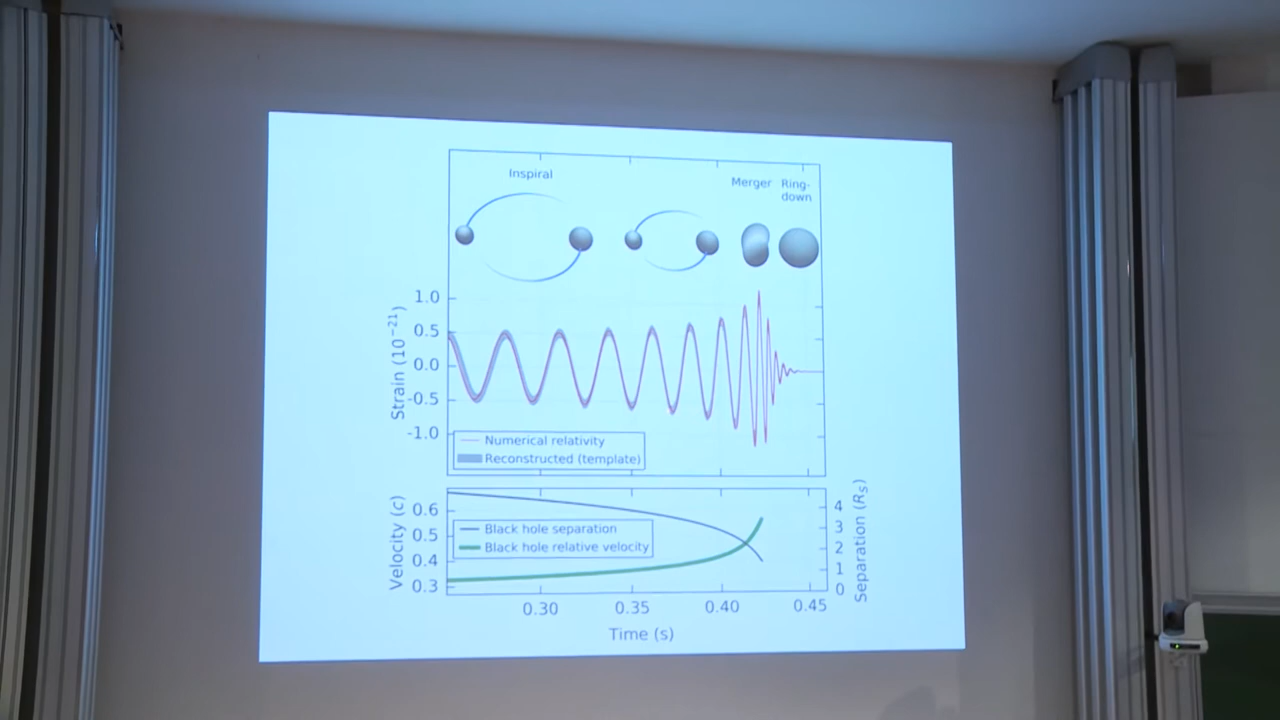 Inspiral
Merger
Ring-
down
1.0
0.5
0.0
-0.5
-1.0
Strain (10⁻²¹)
Numerical relativity
Reconstructed (template)
0.6
0.5
0.4
0.3
Velocity (c)
Black hole separation
Black hole relative velocity
4
3
2
1
0
Separation (R_S)
0.30 0.35 0.40 0.45
Time (s)